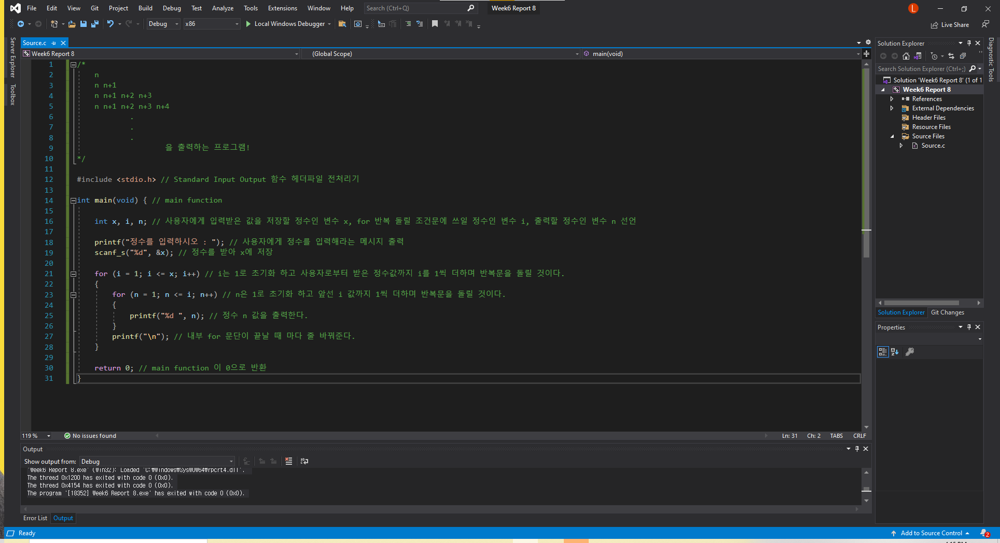 File Edit View Git Project Build Debug Test Analyze Tools Extensions Window Help Search (Ctrl+Q) Week6 Report 8 L
Debug x86 Local Windows Debugger Live Share
Server Explorer
Toolbox
Source.c
Week6 Report 8 (Global Scope) main(void)
1 /*
2 n
3 n n+1
4 n n+1 n+2 n+3
5 n n+1 n+2 n+3 n+4
6 .
7 .
8 .
9 을 출력하는 프로그램!
10 */
11
12 #include <stdio.h> // Standard Input Output 함수 헤더파일 전처리기
13
14 int main(void) { // main function
15
16 int x, i, n; // 사용자에게 입력받은 값을 저장할 정수인 변수 x, for 반복 돌릴 조건문에 쓰일 정수인 변수 i, 출력할 정수인 변수 n 선언
17
18 printf("정수를 입력하시오 : "); // 사용자에게 정수를 입력해라는 메시지 출력
19 scanf_s("%d", &x); // 정수를 받아 x에 저장
20
21 for (i = 1; i <= x; i++) // i는 1로 초기화 하고 사용자로부터 받은 정수값까지 i를 1씩 더하며 반복문을 돌릴 것이다.
22 {
23 for (n = 1; n <= i; n++) // n은 1로 초기화 하고 앞선 i 값까지 1씩 더하며 반복문을 돌릴 것이다.
24 {
25 printf("%d ", n); // 정수 n 값을 출력한다.
26 }
27 printf("\n"); // 내부 for 문단이 끝날 때 마다 줄 바꿔준다.
28 }
29
30 return 0; // main function 이 0으로 반환
31 }
119 % No issues found Ln: 31 Ch: 2 TABS CRLF
Output
Show output from: Debug
'Week6 Report 8.exe' (Win32): Loaded 'C:₩Windows₩SysWOW64₩rpcrt4.dll'.
The thread 0x1200 has exited with code 0 (0x0).
The thread 0x4154 has exited with code 0 (0x0).
The program '[18352] Week6 Report 8.exe' has exited with code 0 (0x0).
Error List Output
Solution Explorer
Search Solution Explorer (Ctrl+;)
Solution 'Week6 Report 8' (1 of 1
Week6 Report 8
References
External Dependencies
Header Files
Resource Files
Source Files
Source.c
Solution Explorer Git Changes
Properties
Diagnostic Tools
Ready Add to Source Control 2